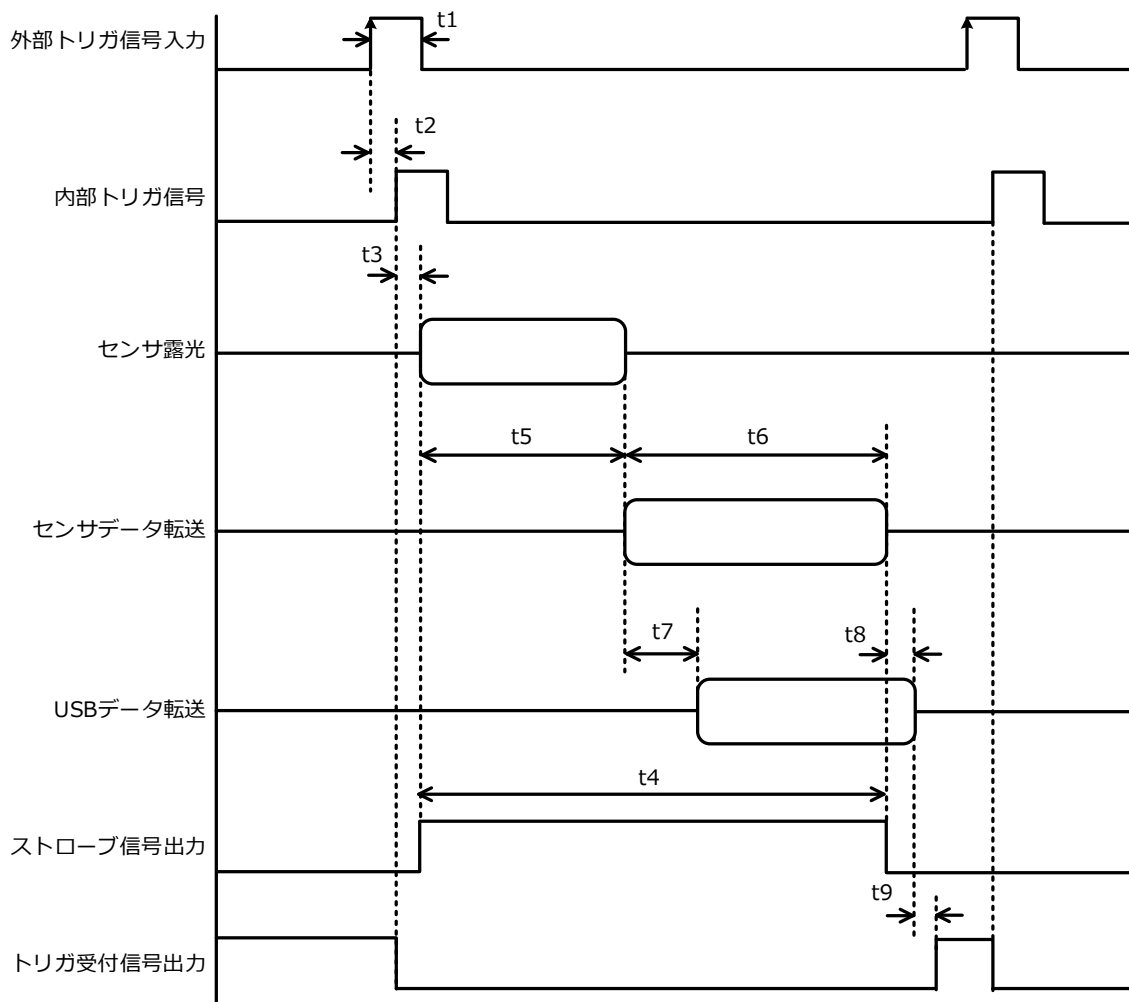 外部トリガ信号入力
t1
t2
内部トリガ信号
t3
センサ露光
t5
t6
センサデータ転送
t7
t8
USBデータ転送
t4
ストローブ信号出力
t9
トリガ受付信号出力